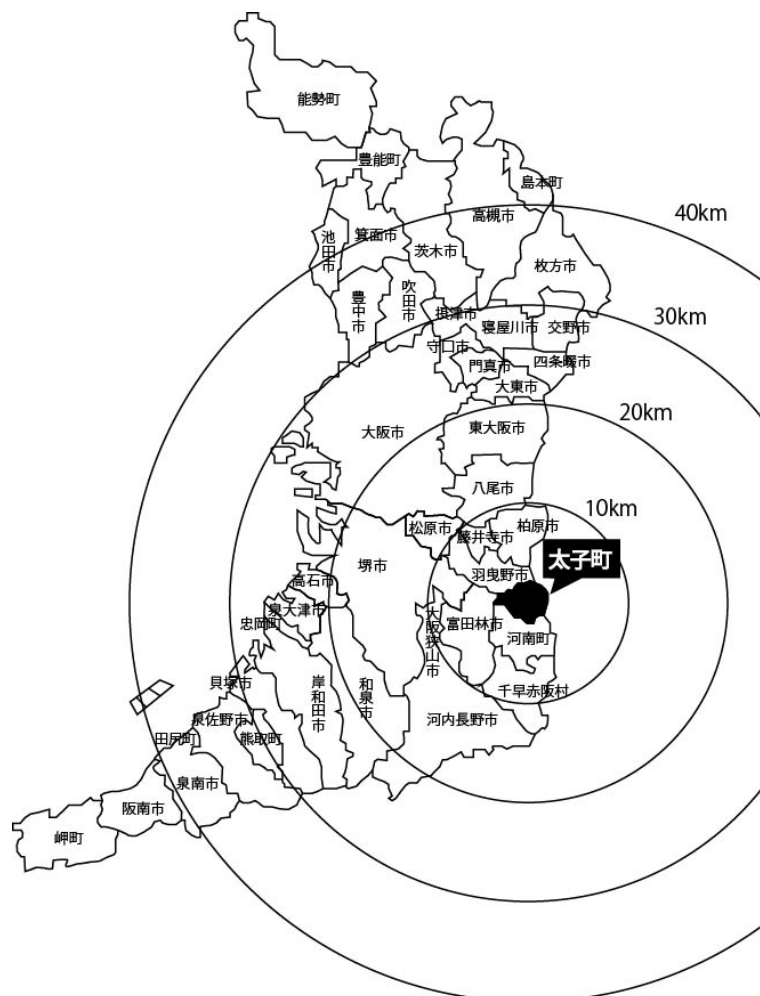 能勢町
豊能町
島本町
高槻市
40km
池田市
箕面市
茨木市
枚方市
吹田市
豊中市
摂津市
30km
寝屋川市
交野市
守口市
門真市
四条畷市
大東市
20km
大阪市
東大阪市
八尾市
10km
松原市
柏原市
藤井寺市
太子町
堺市
羽曳野市
高石市
泉大津市
忠岡町
大阪狭山市
富田林市
河南町
貝塚市
岸和田市
和泉市
千早赤阪村
泉佐野市
河内長野市
田尻町
熊取町
泉南市
阪南市
岬町